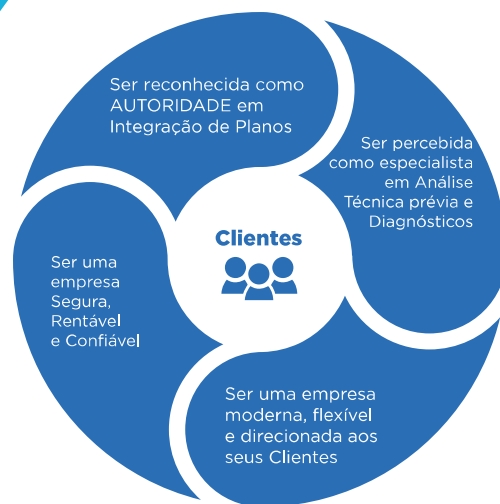 Ser reconhecida como
AUTORIDADE em
Integração de Planos
Ser percebida
como especialista
em Análise
Técnica prévia e
Diagnósticos
Clientes
Ser uma
empresa
Segura,
Rentável
e Confiável
Ser uma empresa
moderna, flexível
e direcionada aos
seus Clientes